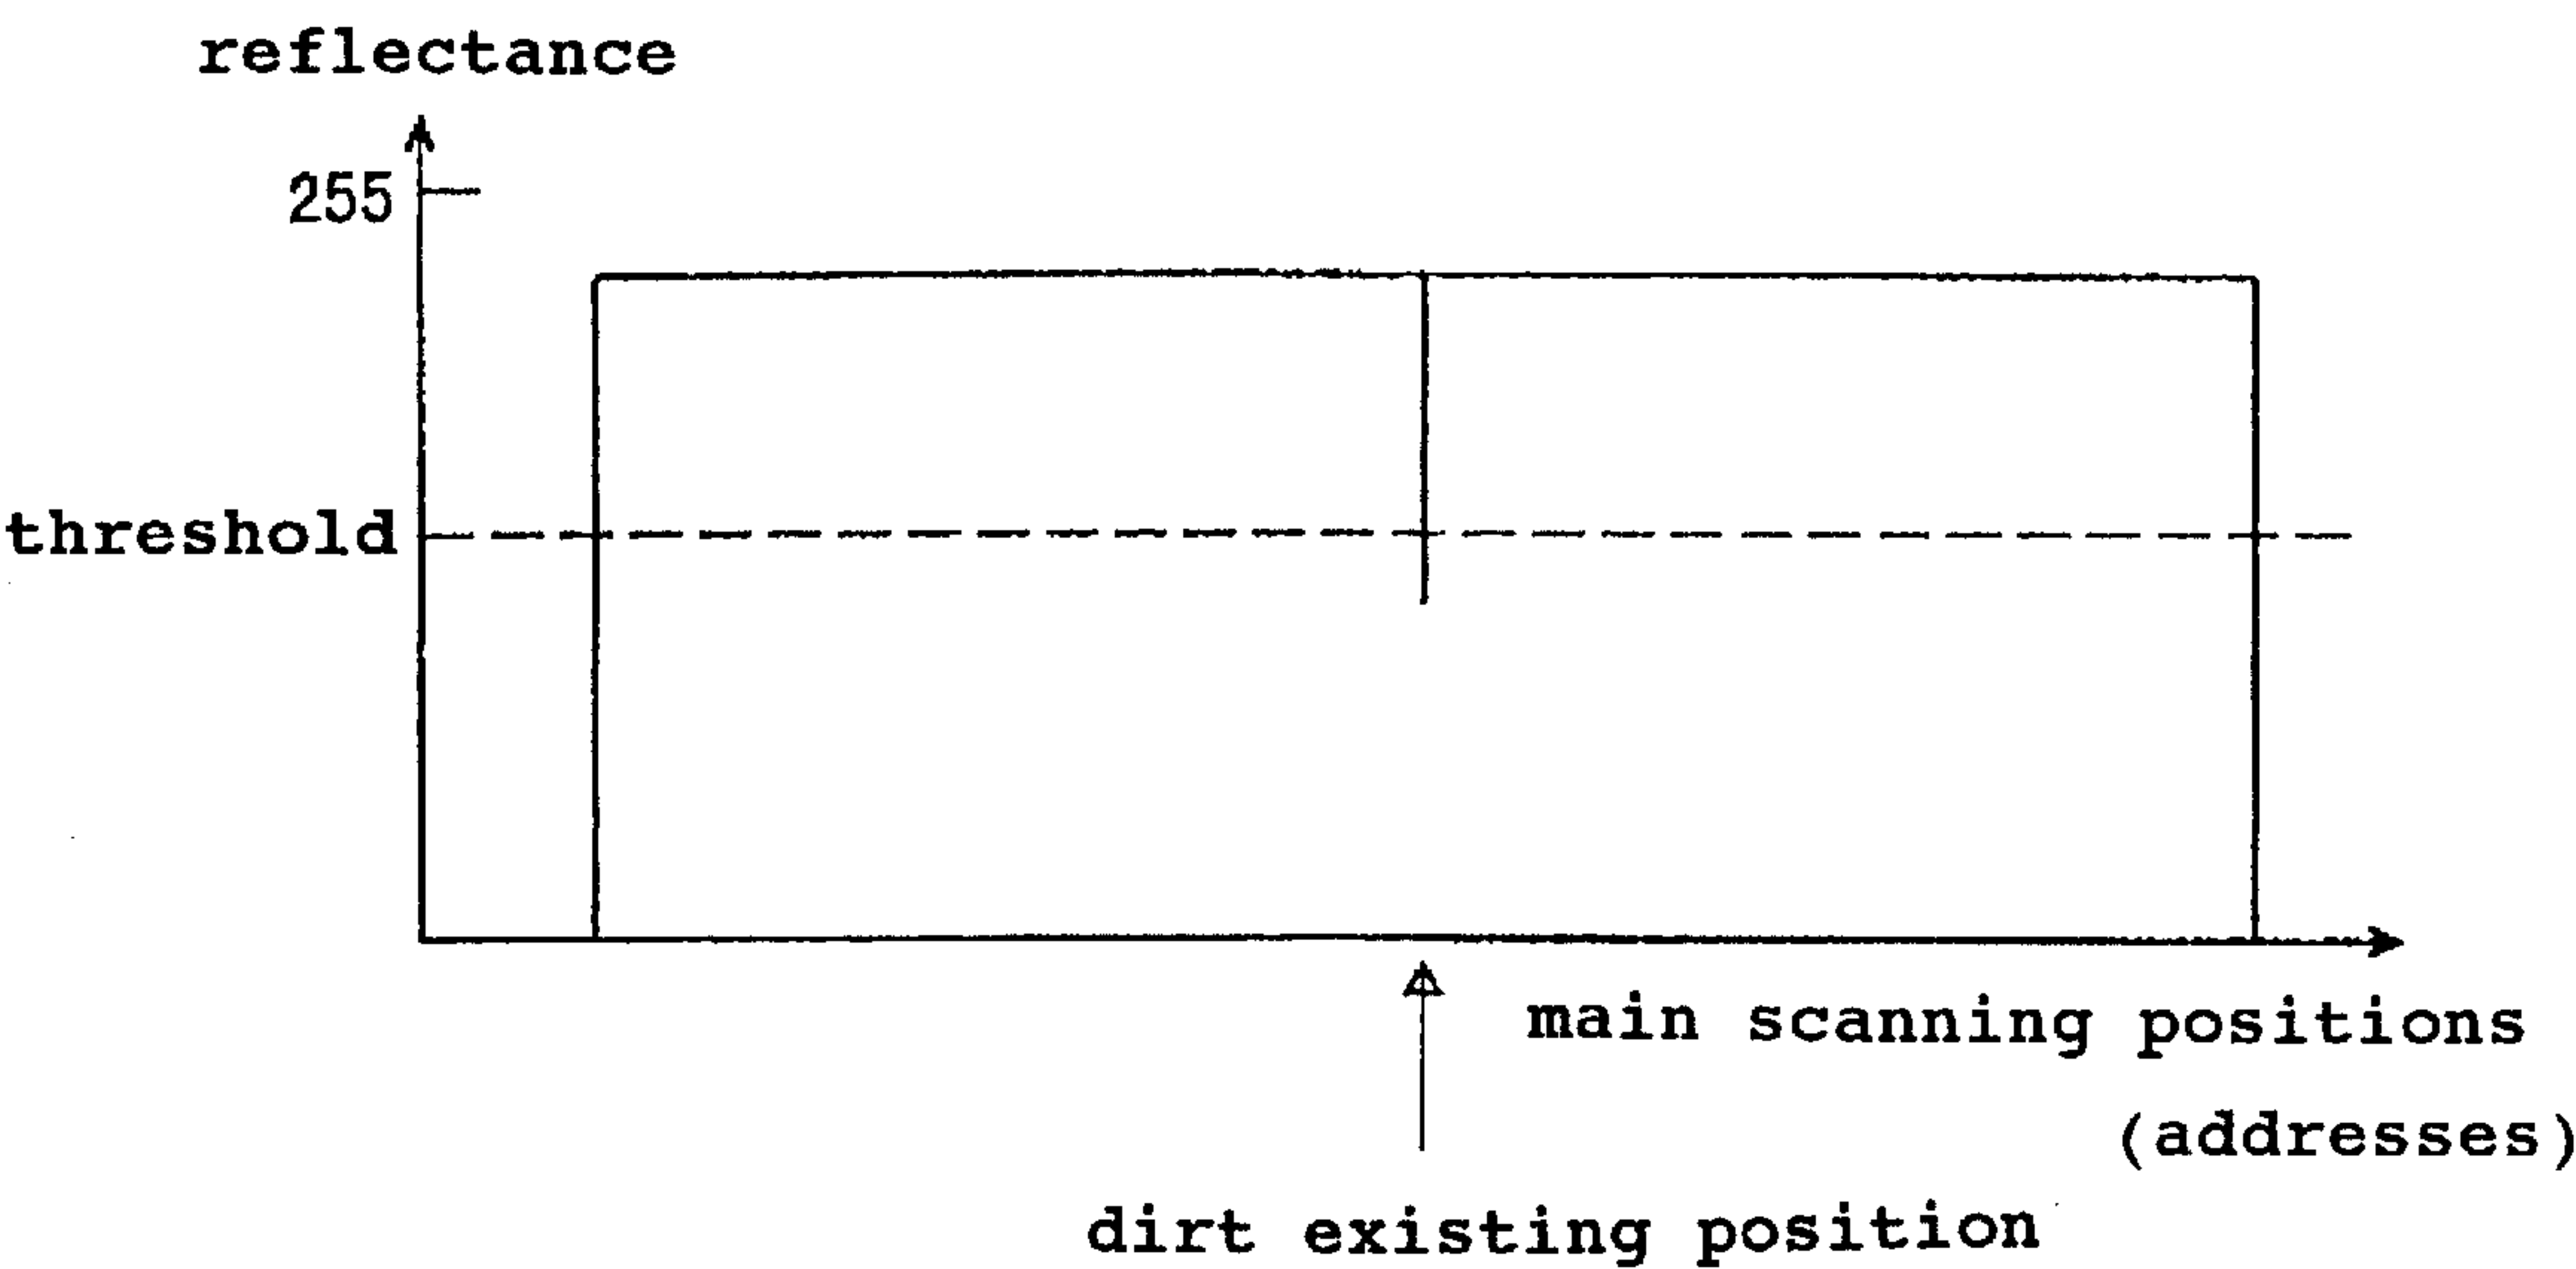 reflectance
255
threshold
main scanning positions
(addresses)
dirt existing position